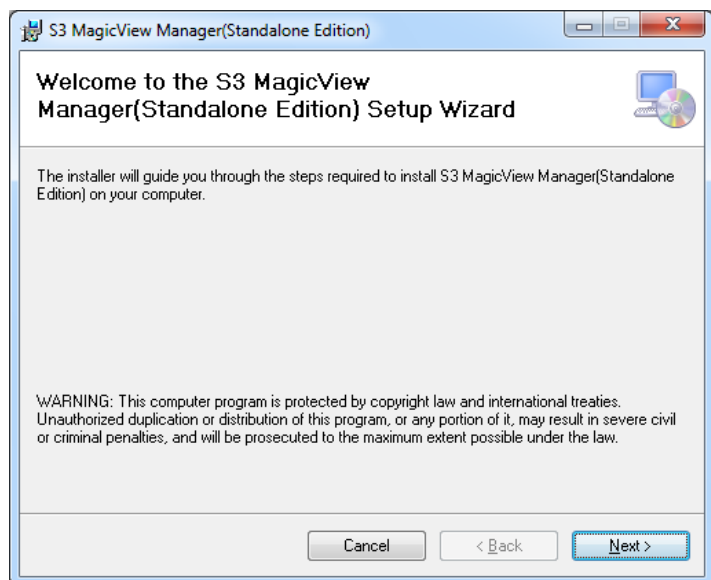 S3 MagicView Manager(Standalone Edition)
Welcome to the S3 MagicView
Manager(Standalone Edition) Setup Wizard
The installer will guide you through the steps required to install S3 MagicView Manager(Standalone
Edition) on your computer.
WARNING: This computer program is protected by copyright law and international treaties.
Unauthorized duplication or distribution of this program, or any portion of it, may result in severe civil
or criminal penalties, and will be prosecuted to the maximum extent possible under the law.
Cancel < Back Next >